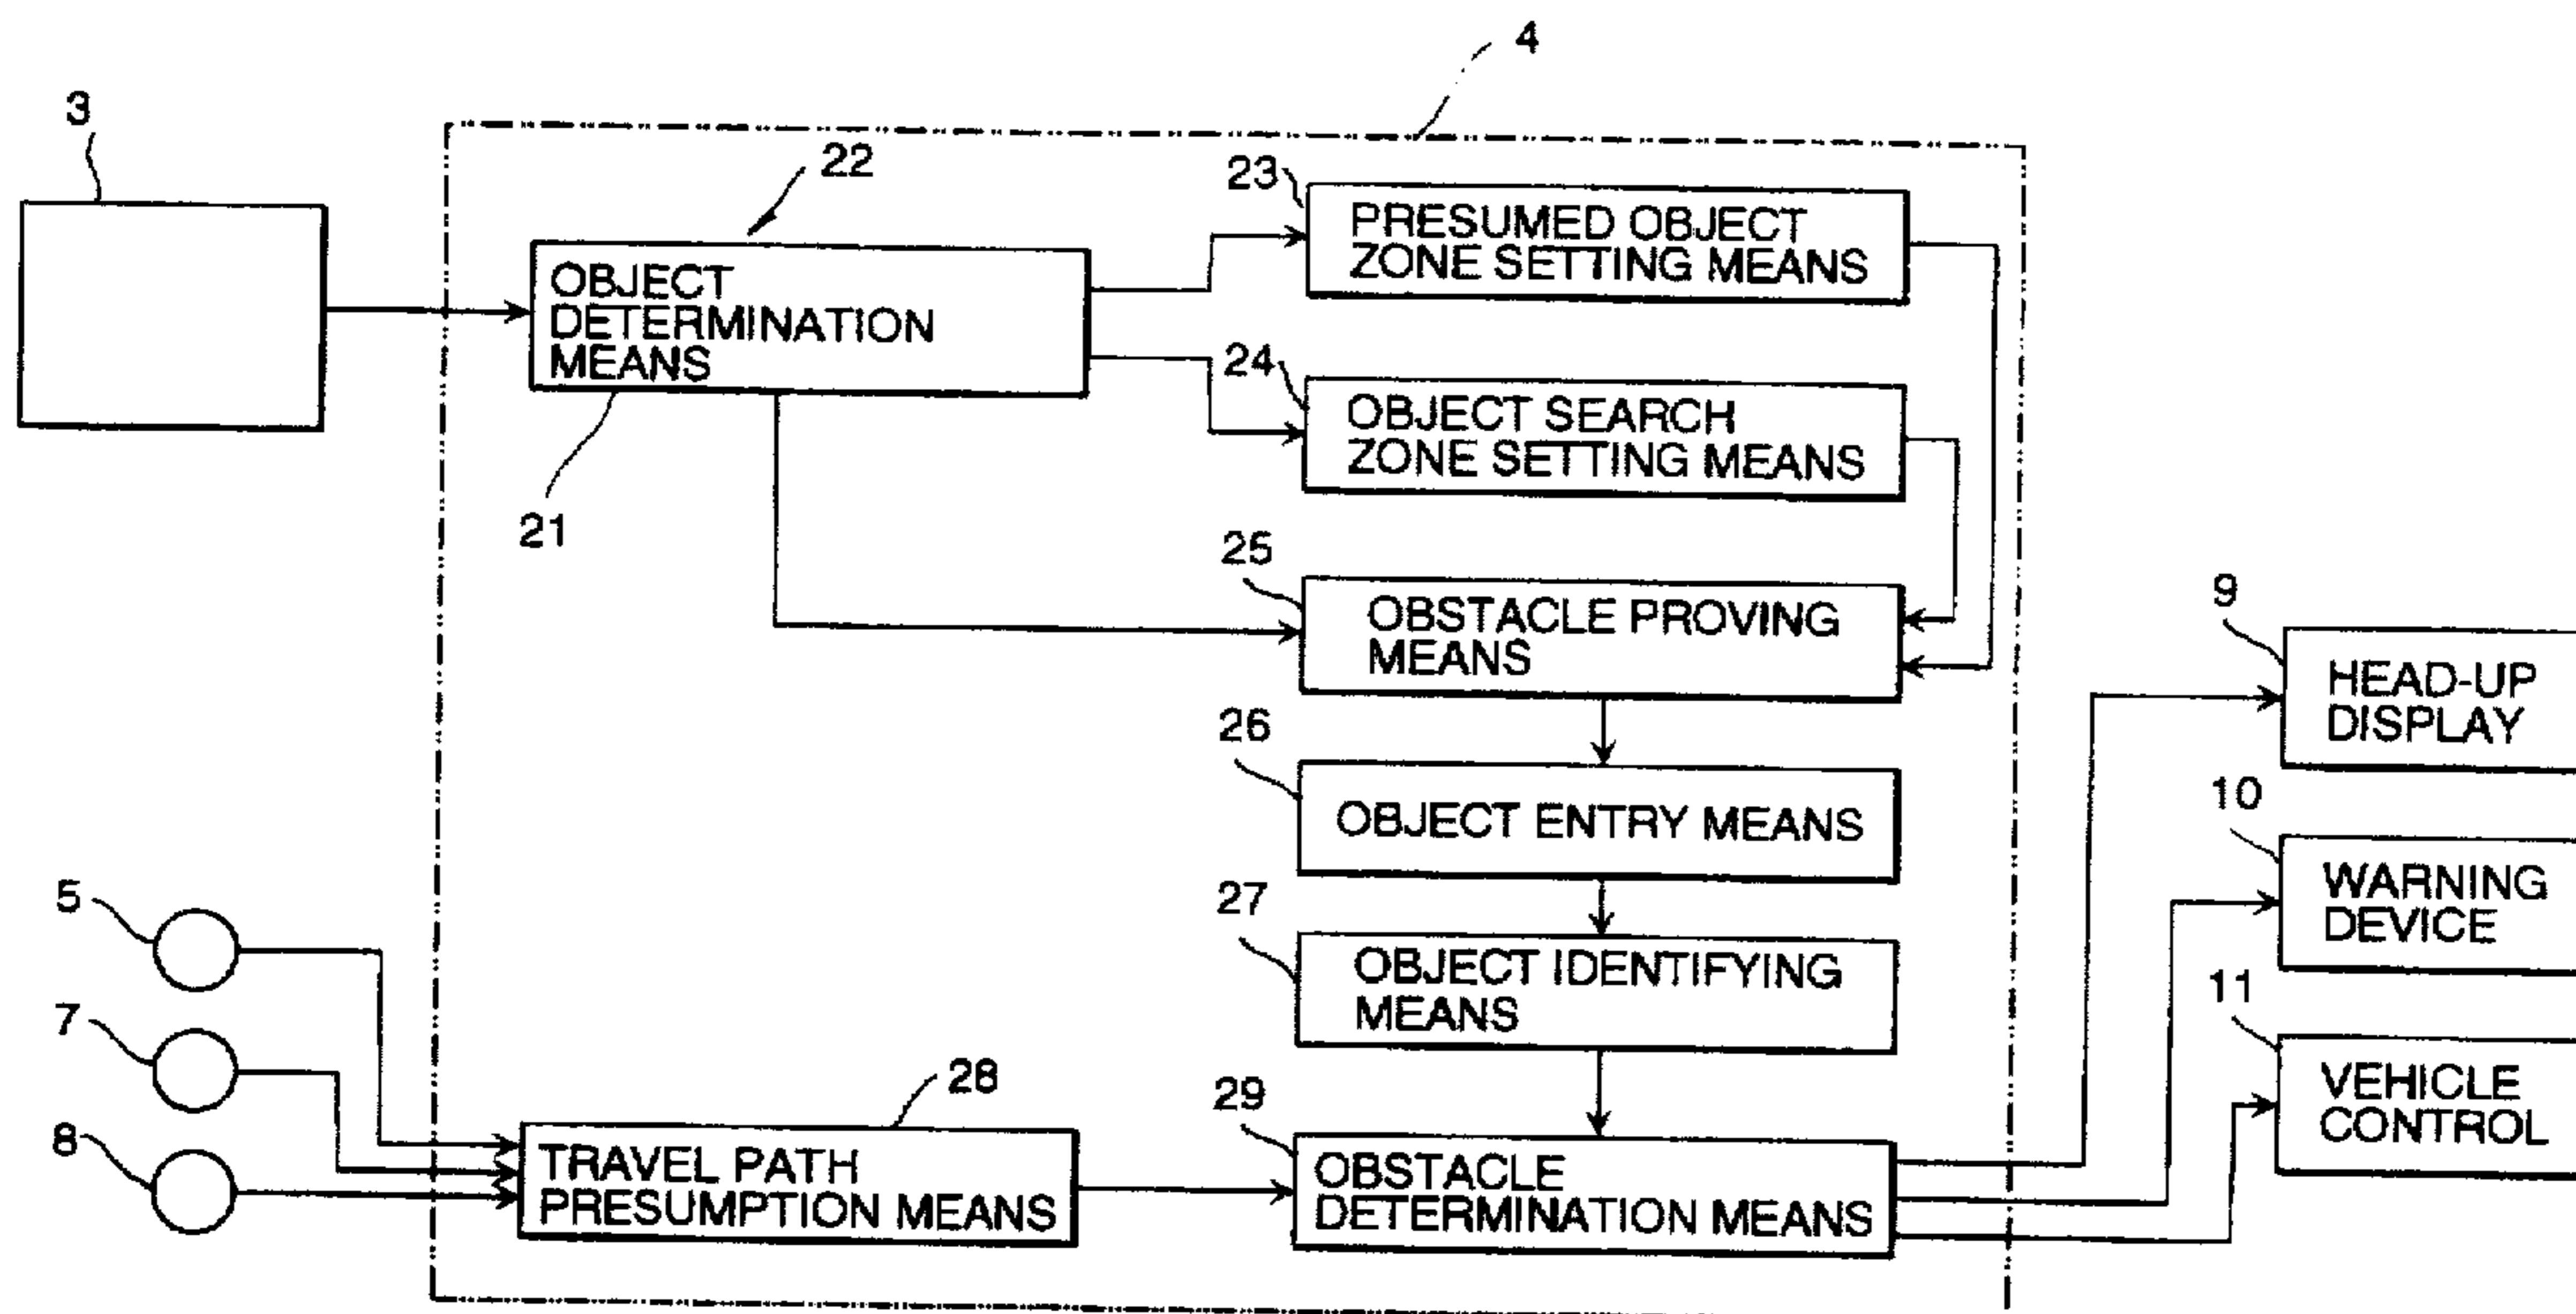 4
3
22
23
PRESUMED OBJECT
ZONE SETTING MEANS
OBJECT
DETERMINATION
MEANS
24
OBJECT SEARCH
ZONE SETTING MEANS
21
25
OBSTACLE PROVING
MEANS
9
HEAD-UP
DISPLAY
26
OBJECT ENTRY MEANS
10
WARNING
DEVICE
5
27
OBJECT IDENTIFYING
MEANS
11
VEHICLE
CONTROL
7
28
29
8
TRAVEL PATH
PRESUMPTION MEANS
OBSTACLE
DETERMINATION MEANS